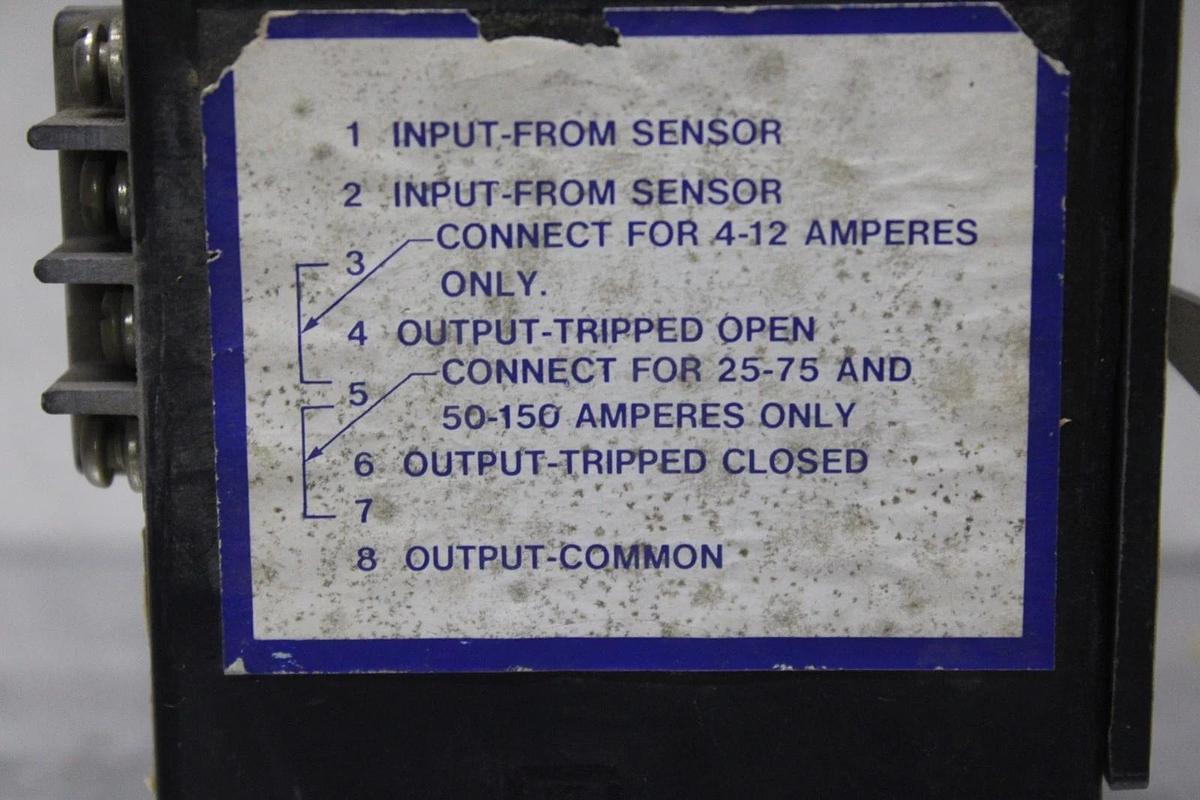 1 INPUT-FROM SENSOR
2 INPUT-FROM SENSOR
CONNECT FOR 4-12 AMPERES
3
ONLY.
4 OUTPUT-TRIPPED OPEN
CONNECT FOR 25-75 AND
5
50-150 AMPERES ONLY
6 OUTPUT-TRIPPED CLOSED
7
8 OUTPUT-COMMON